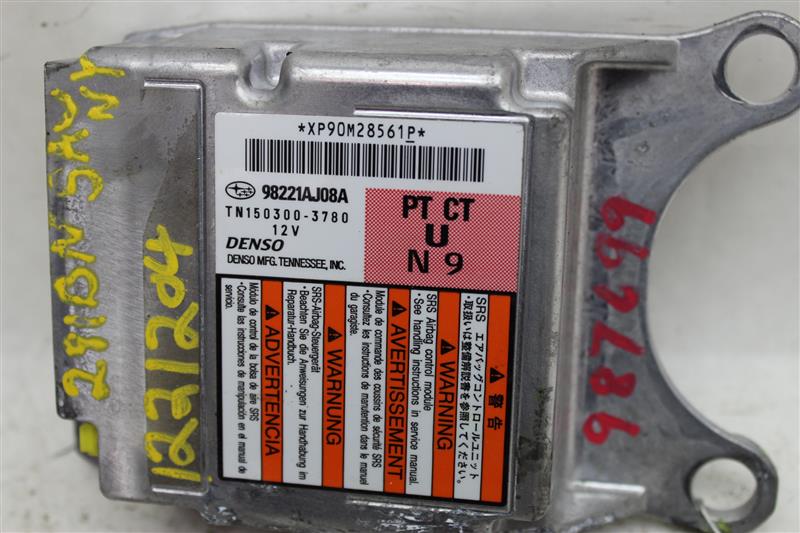 *XP90M28561P*
98221AJ08A
TN150300-3780
12V
DENSO
DENSO MFG. TENNESSEE, INC.
PT CT
U
N 9
警告
SRS エアバッグコントロールユニット
・取扱いは整備解説書を参照してください。
WARNING
SRS Airbag control module
・See handling instructions in service manual.
AVERTISSEMENT
Module de commande des coussins de sécurité SRS
・Consultez les instructions de manutention dans le manuel
du garagiste.
WARNUNG
SRS-Airbag-Steuergerät
・Beachten Sie die Anweisungen zur Handhabung im
Reparatur-Handbuch.
ADVERTENCIA
Módulo de control de la bolsa de aire SRS
・Consulte las instrucciones de manipulación en el manual de
servicio.
1221204